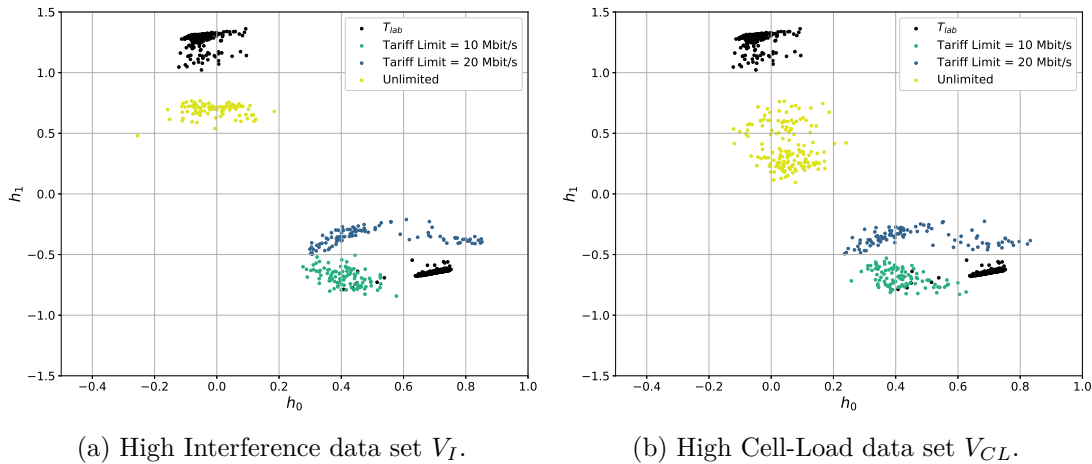 1.5
1.0
0.5
0.0
−0.5
−1.0
−1.5
h1
−0.4 −0.2 0.0 0.2 0.4 0.6 0.8 1.0
h0
Tlab
Tariff Limit = 10 Mbit/s
Tariff Limit = 20 Mbit/s
Unlimited
(a) High Interference data set VI.
1.5
1.0
0.5
0.0
−0.5
−1.0
−1.5
h1
−0.4 −0.2 0.0 0.2 0.4 0.6 0.8 1.0
h0
Tlab
Tariff Limit = 10 Mbit/s
Tariff Limit = 20 Mbit/s
Unlimited
(b) High Cell-Load data set VCL.